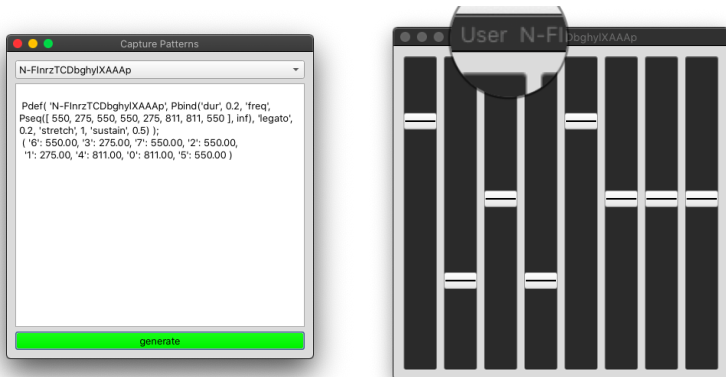 Capture Patterns
N-FlnrzTCDbghylXAAAp
Pdef( 'N-FlnrzTCDbghylXAAAp', Pbind('dur', 0.2, 'freq',
Pseq([ 550, 275, 550, 550, 275, 811, 811, 550 ], inf), 'legato',
0.2, 'stretch', 1, 'sustain', 0.5) );
( '6': 550.00, '3': 275.00, '7': 550.00, '2': 550.00,
'1': 275.00, '4': 811.00, '0': 811.00, '5': 550.00 )
generate
User N-Fl
DbghylXAAAp